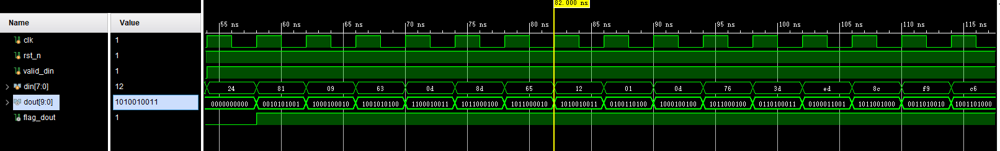 82.000 ns
Name Value
55 ns 60 ns 65 ns 70 ns 75 ns 80 ns 85 ns 90 ns 95 ns 100 ns 105 ns 110 ns 115 ns
clk 1
rst_n 1
valid_din 1
din[7:0] 12 24 81 09 63 0d 8d 65 12 01 0d 76 3d ed 8c f9 c6
dout[9:0] 1010010011 0000000000 0010101001 1000100010 1001010100 1100010011 1011000100 1011000010 1010010011 0100110100 1000100100 1011000100 0110100011 0100011001 1011001000 0011010010 1001101000
flag_dout 1